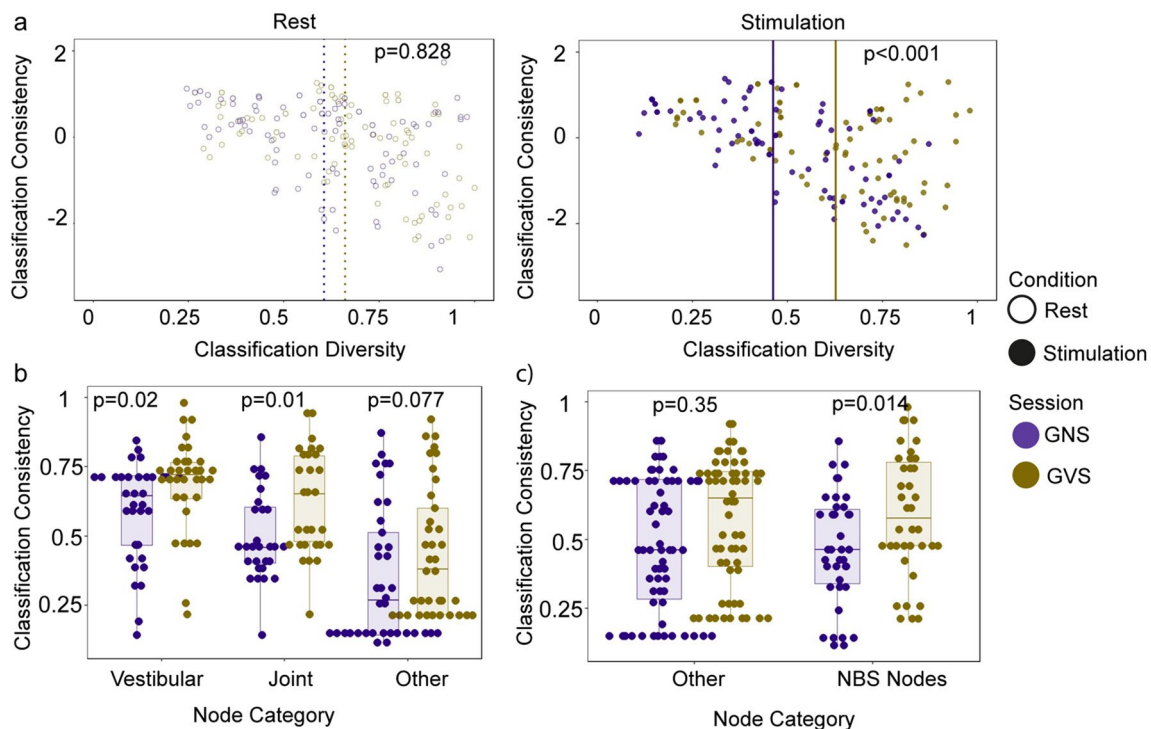 a
Rest
Stimulation
p=0.828
p<0.001
Classification Consistency
2
0
-2
0 0.25 0.5 0.75 1
Classification Diversity
Classification Consistency
2
0
-2
0 0.25 0.5 0.75 1
Classification Diversity
Condition
Rest
Stimulation
Session
GNS
GVS
b
p=0.02 p=0.01 p=0.077
Classification Consistency
1
0.75
0.5
0.25
Vestibular Joint Other
Node Category
c)
p=0.35 p=0.014
Classification Consistency
1
0.75
0.5
0.25
Other NBS Nodes
Node Category